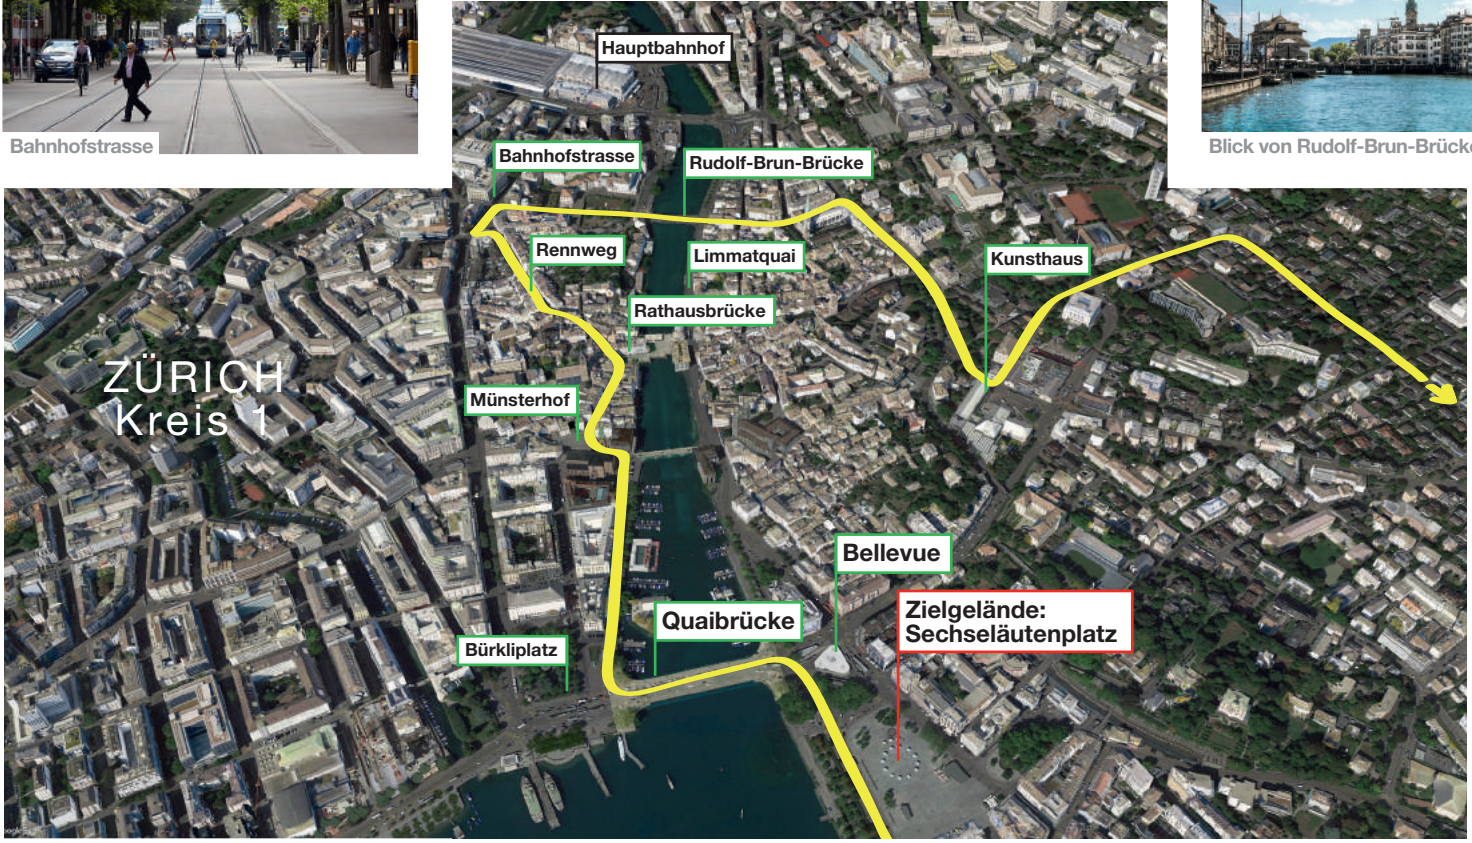 Hauptbahnhof
Bahnhofstrasse
Blick von Rudolf-Brun-Brücke
Bahnhofstrasse
Rudolf-Brun-Brücke
Rennweg
Limmatquai
Kunsthaus
Rathausbrücke
ZÜRICH
Kreis 1
Münsterhof
Bellevue
Quaibrücke
Zielgelände:
Sechseläutenplatz
Bürkliplatz